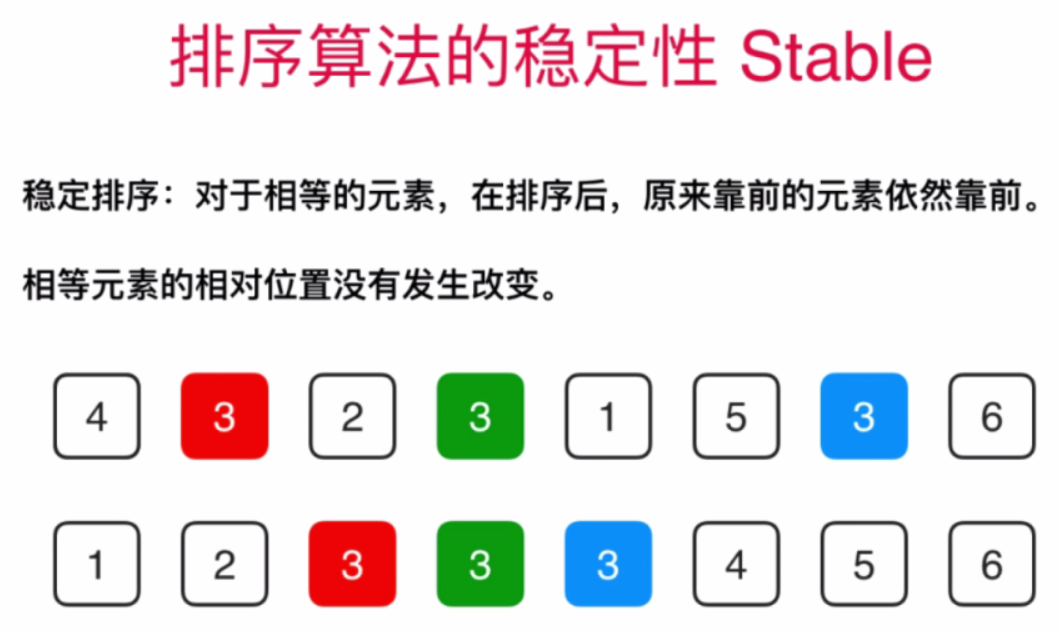 排序算法的稳定性 Stable
稳定排序：对于相等的元素，在排序后，原来靠前的元素依然靠前。
相等元素的相对位置没有发生改变。
4 3 2 3 1 5 3 6
1 2 3 3 3 4 5 6